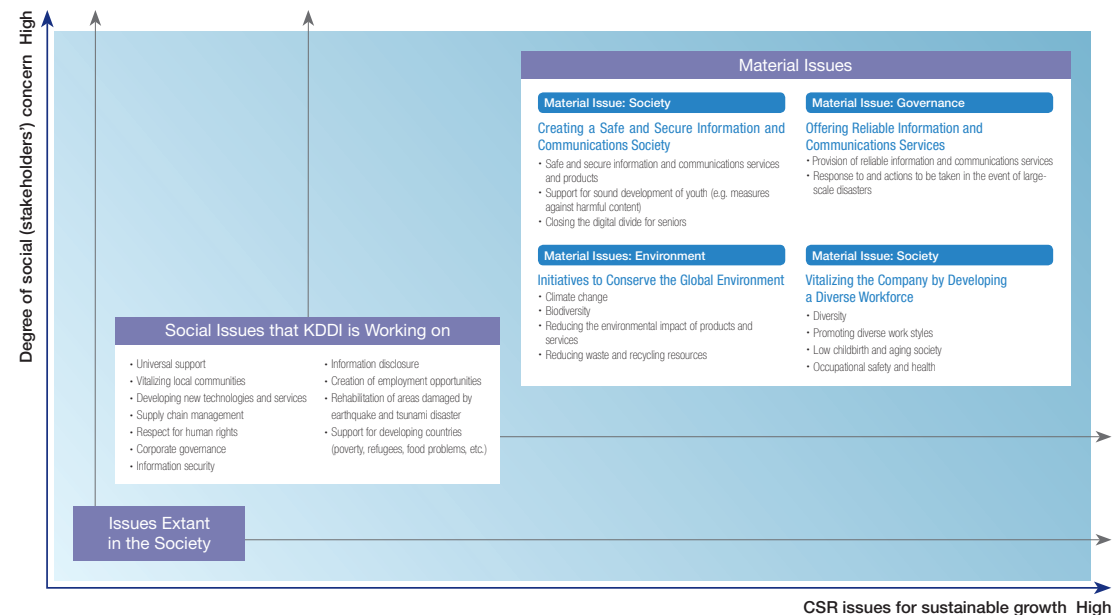 Degree of social (stakeholders') concern High
Material Issues
Material Issue: Society
Creating a Safe and Secure Information and
Communications Society
・Safe and secure information and communications services
and products
・Support for sound development of youth (e.g. measures
against harmful content)
・Closing the digital divide for seniors
Material Issue: Governance
Offering Reliable Information and
Communications Services
・Provision of reliable information and communications services
・Response to and actions to be taken in the event of large-
scale disasters
Material Issues: Environment
Initiatives to Conserve the Global Environment
・Climate change
・Biodiversity
・Reducing the environmental impact of products and
services
・Reducing waste and recycling resources
Material Issue: Society
Vitalizing the Company by Developing
a Diverse Workforce
・Diversity
・Promoting diverse work styles
・Low childbirth and aging society
・Occupational safety and health
Social Issues that KDDI is Working on
・Universal support
・Vitalizing local communities
・Developing new technologies and services
・Supply chain management
・Respect for human rights
・Corporate governance
・Information security
・Information disclosure
・Creation of employment opportunities
・Rehabilitation of areas damaged by
earthquake and tsunami disaster
・Support for developing countries
(poverty, refugees, food problems, etc.)
Issues Extant
in the Society
CSR issues for sustainable growth High